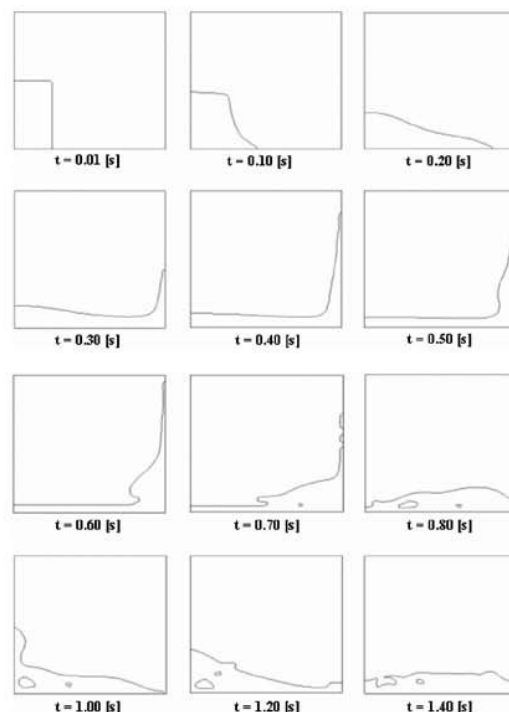 t = 0.01 [s]
t = 0.10 [s]
t = 0.20 [s]
t = 0.30 [s]
t = 0.40 [s]
t = 0.50 [s]
t = 0.60 [s]
t = 0.70 [s]
t = 0.80 [s]
t = 1.00 [s]
t = 1.20 [s]
t = 1.40 [s]